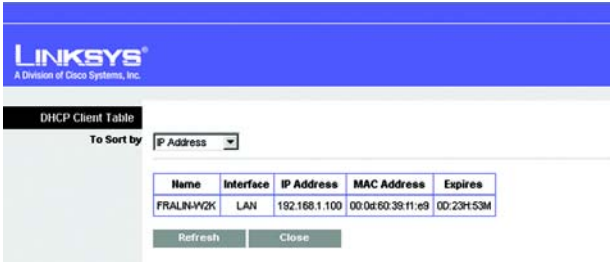 LINKSYS®
A Division of Cisco Systems, Inc.
DHCP Client Table
To Sort by IP Address
Name Interface IP Address MAC Address Expires
FRALIN-W2K LAN 192.168.1.100 00:0d:60:39:f1:e9 0D:23H:53M
Refresh Close